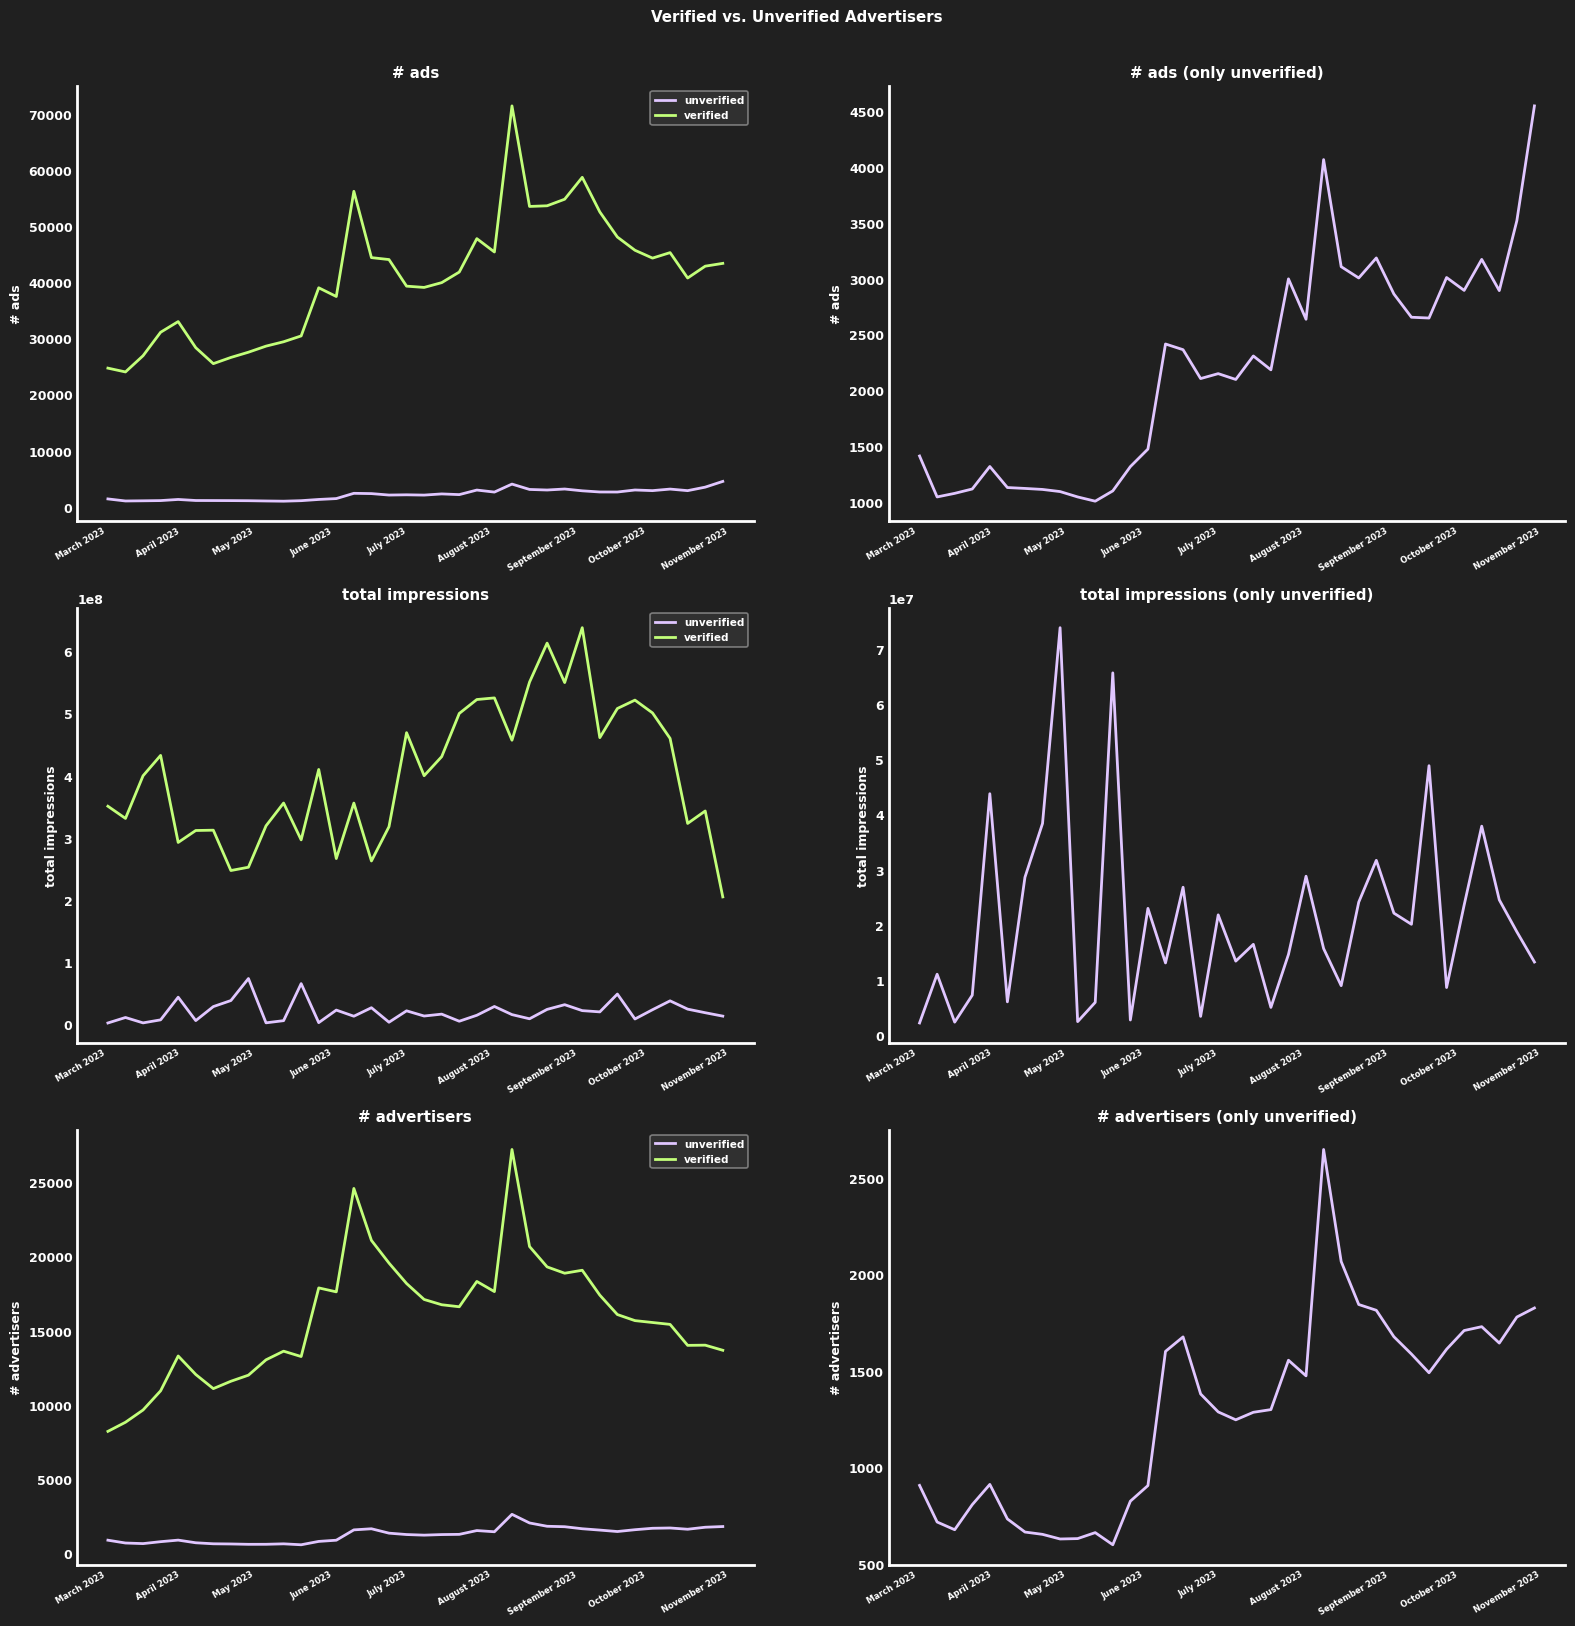 Verified vs. Unverified Advertisers
# ads
# ads
70000
60000
50000
40000
30000
20000
10000
0
unverified
verified
March 2023
April 2023
May 2023
June 2023
July 2023
August 2023
September 2023
October 2023
November 2023
# ads (only unverified)
# ads
4500
4000
3500
3000
2500
2000
1500
1000
March 2023
April 2023
May 2023
June 2023
July 2023
August 2023
September 2023
October 2023
November 2023
total impressions
1e8
total impressions
6
5
4
3
2
1
0
unverified
verified
March 2023
April 2023
May 2023
June 2023
July 2023
August 2023
September 2023
October 2023
November 2023
total impressions (only unverified)
1e7
total impressions
7
6
5
4
3
2
1
0
March 2023
April 2023
May 2023
June 2023
July 2023
August 2023
September 2023
October 2023
November 2023
# advertisers
# advertisers
25000
20000
15000
10000
5000
0
unverified
verified
March 2023
April 2023
May 2023
June 2023
July 2023
August 2023
September 2023
October 2023
November 2023
# advertisers (only unverified)
# advertisers
2500
2000
1500
1000
500
March 2023
April 2023
May 2023
June 2023
July 2023
August 2023
September 2023
October 2023
November 2023